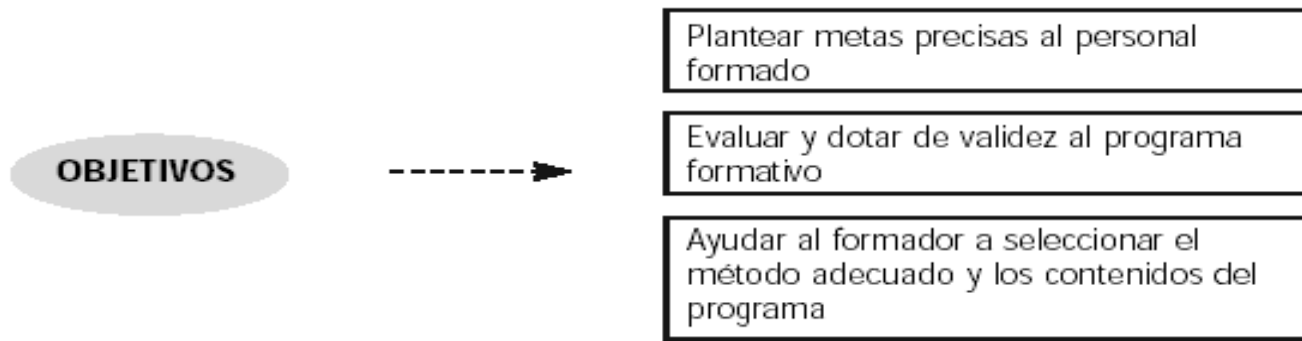 OBJETIVOS
Plantear metas precisas al personal
formado
Evaluar y dotar de validez al programa
formativo
Ayudar al formador a seleccionar el
método adecuado y los contenidos del
programa